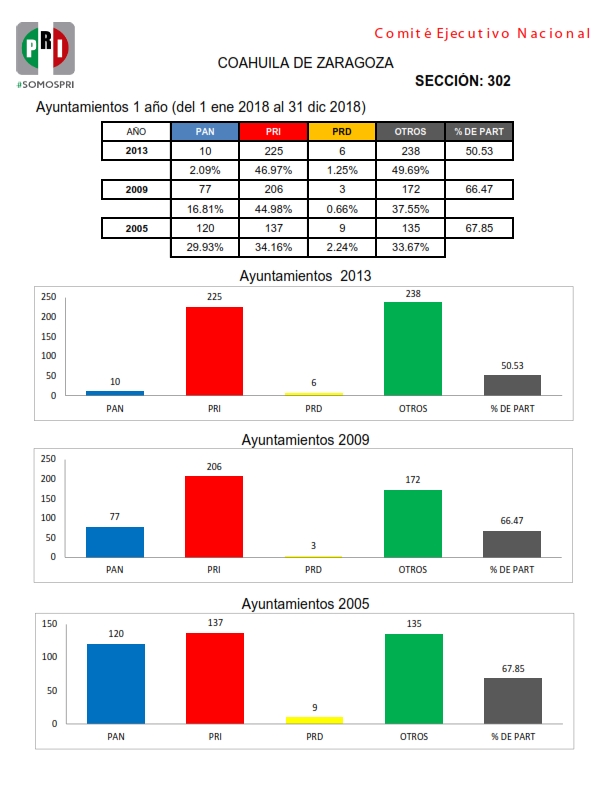 Comité Ejecutivo Nacional
PRI
#SOMOSPRI
COAHUILA DE ZARAGOZA
SECCIÓN: 302
Ayuntamientos 1 año (del 1 ene 2018 al 31 dic 2018)
AÑO PAN PRI PRD OTROS % DE PART
2013 10 225 6 238 50.53
2.09% 46.97% 1.25% 49.69%
2009 77 206 3 172 66.47
16.81% 44.98% 0.66% 37.55%
2005 120 137 9 135 67.85
29.93% 34.16% 2.24% 33.67%
Ayuntamientos 2013
250
200
150
100
50
0
10 225 6 238 50.53
PAN PRI PRD OTROS % DE PART
Ayuntamientos 2009
250
200
150
100
50
0
77 206 3 172 66.47
PAN PRI PRD OTROS % DE PART
Ayuntamientos 2005
150
100
50
0
120 137 9 135 67.85
PAN PRI PRD OTROS % DE PART